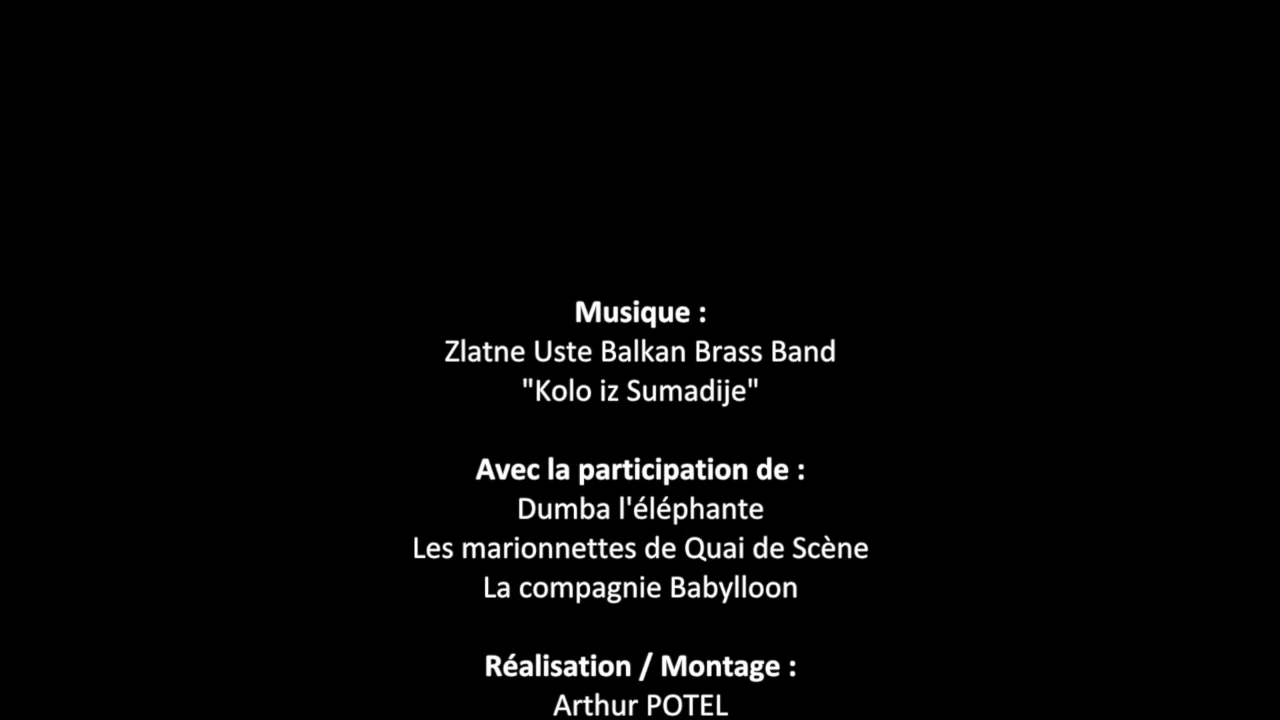 Musique :
Zlatne Uste Balkan Brass Band
"Kolo iz Sumadije"
Avec la participation de :
Dumba l'éléphante
Les marionnettes de Quai de Scène
La compagnie Babylloon
Réalisation / Montage :
Arthur POTEL